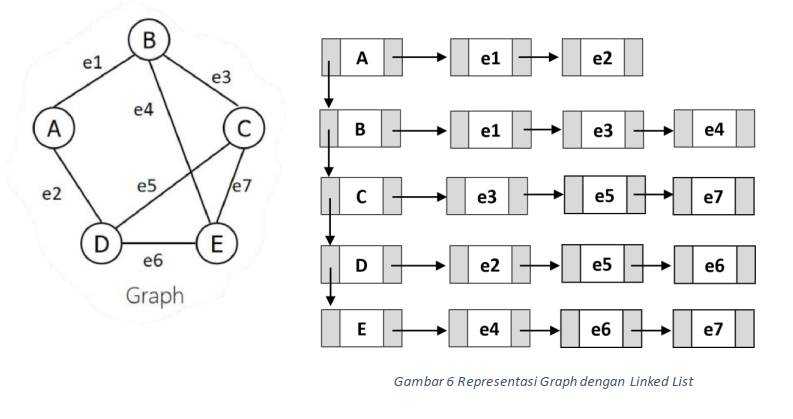 B
e1
e3
e4
A
C
e5
e7
e2
D
E
e6
Graph
A e1 e2
B e1 e3 e4
C e3 e5 e7
D e2 e5 e6
E e4 e6 e7
Gambar 6 Representasi Graph dengan Linked List